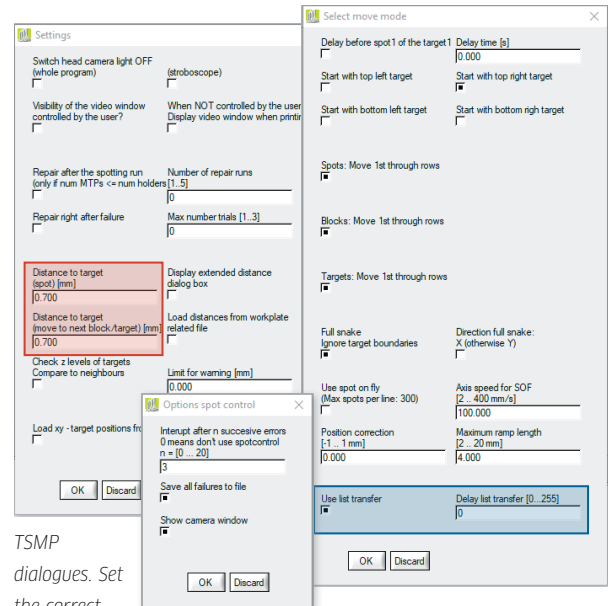 Settings
Switch head camera light OFF
(whole program)
(stroboscope)
Visibility of the video window
controlled by the user?
When NOT controlled by the user
Display video window when printin
Repair after the spotting run
(only if num MTPs <= num holders
Number of repair runs
[1..5]
0
Repair right after failure
Max number trials [1..3]
0
Distance to target
(spot) [mm]
0.700
Display extended distance
dialog box
Distance to target
(move to next block/target) [mm]
0.700
Load distances from workplate
related file
Check z levels of targets
Compare to neighbours
Limit for warning [mm]
0.000
Load xy - target positions fro
OK
Discard
Options spot control
Interupt after n succesive errors
0 means don't use spotcontrol
n = [0 ... 20]
3
Save all failures to file
Show camera window
OK
Discard
Select move mode
Delay before spot1 of the target1
Delay time [s]
0.000
Start with top left target
Start with top right target
Start with bottom left target
Start with bottom righ target
Spots: Move 1st through rows
Blocks: Move 1st through rows
Targets: Move 1st through rows
Full snake
Ignore target boundaries
Direction full snake:
X (otherwise Y)
Use spot on fly
(Max spots per line: 300)
Axis speed for SOF
[2 .. 400 mm/s]
100.000
Position correction
[-1 .. 1 mm]
0.000
Maximum ramp length
[2 .. 20 mm]
4.000
Use list transfer
Delay list transfer [0...255]
0
OK
Discard
TSMP
dialogues. Set
the correct